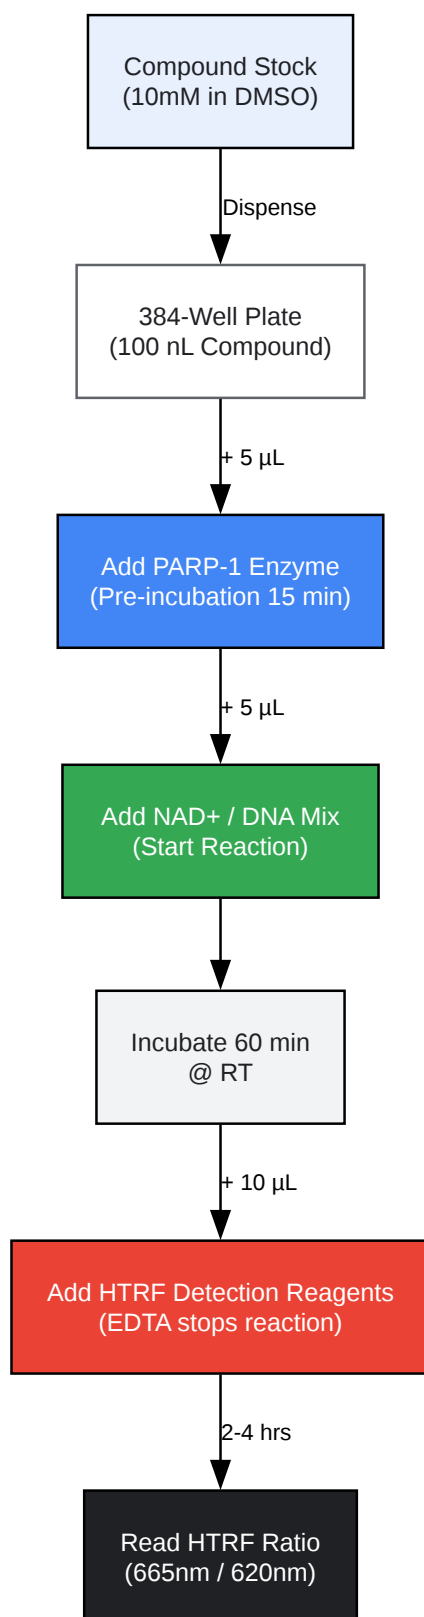 Compound Stock
(10mM in DMSO)
Dispense
384-Well Plate
(100 nL Compound)
+ 5 µL
Add PARP-1 Enzyme
(Pre-incubation 15 min)
+ 5 µL
Add NAD+ / DNA Mix
(Start Reaction)
Incubate 60 min
@ RT
+ 10 µL
Add HTRF Detection Reagents
(EDTA stops reaction)
2-4 hrs
Read HTRF Ratio
(665nm / 620nm)